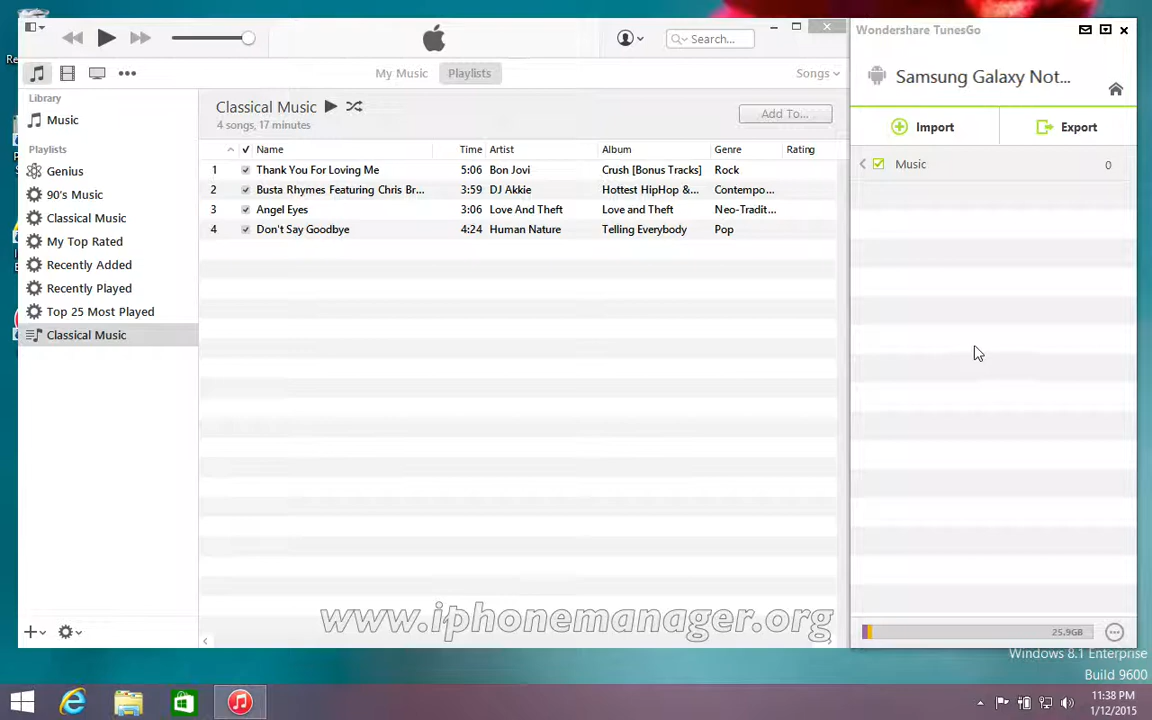 Re
Search...
My Music
Playlists
Songs
Library
Music
Playlists
Genius
90's Music
Classical Music
My Top Rated
Recently Added
Recently Played
Top 25 Most Played
Classical Music
Classical Music
4 songs, 17 minutes
Add To...
Name Time Artist Album Genre Rating
1 Thank You For Loving Me 5:06 Bon Jovi Crush [Bonus Tracks] Rock
2 Busta Rhymes Featuring Chris Br... 3:59 DJ Akkie Hottest HipHop &... Contempo...
3 Angel Eyes 3:06 Love And Theft Love and Theft Neo-Tradit...
4 Don't Say Goodbye 4:24 Human Nature Telling Everybody Pop
www.iphonemanager.org
Wondershare TunesGo
Samsung Galaxy Not...
Import
Export
Music 0
25.9GB
Windows 8.1 Enterprise
Build 9600
11:38 PM
1/12/2015